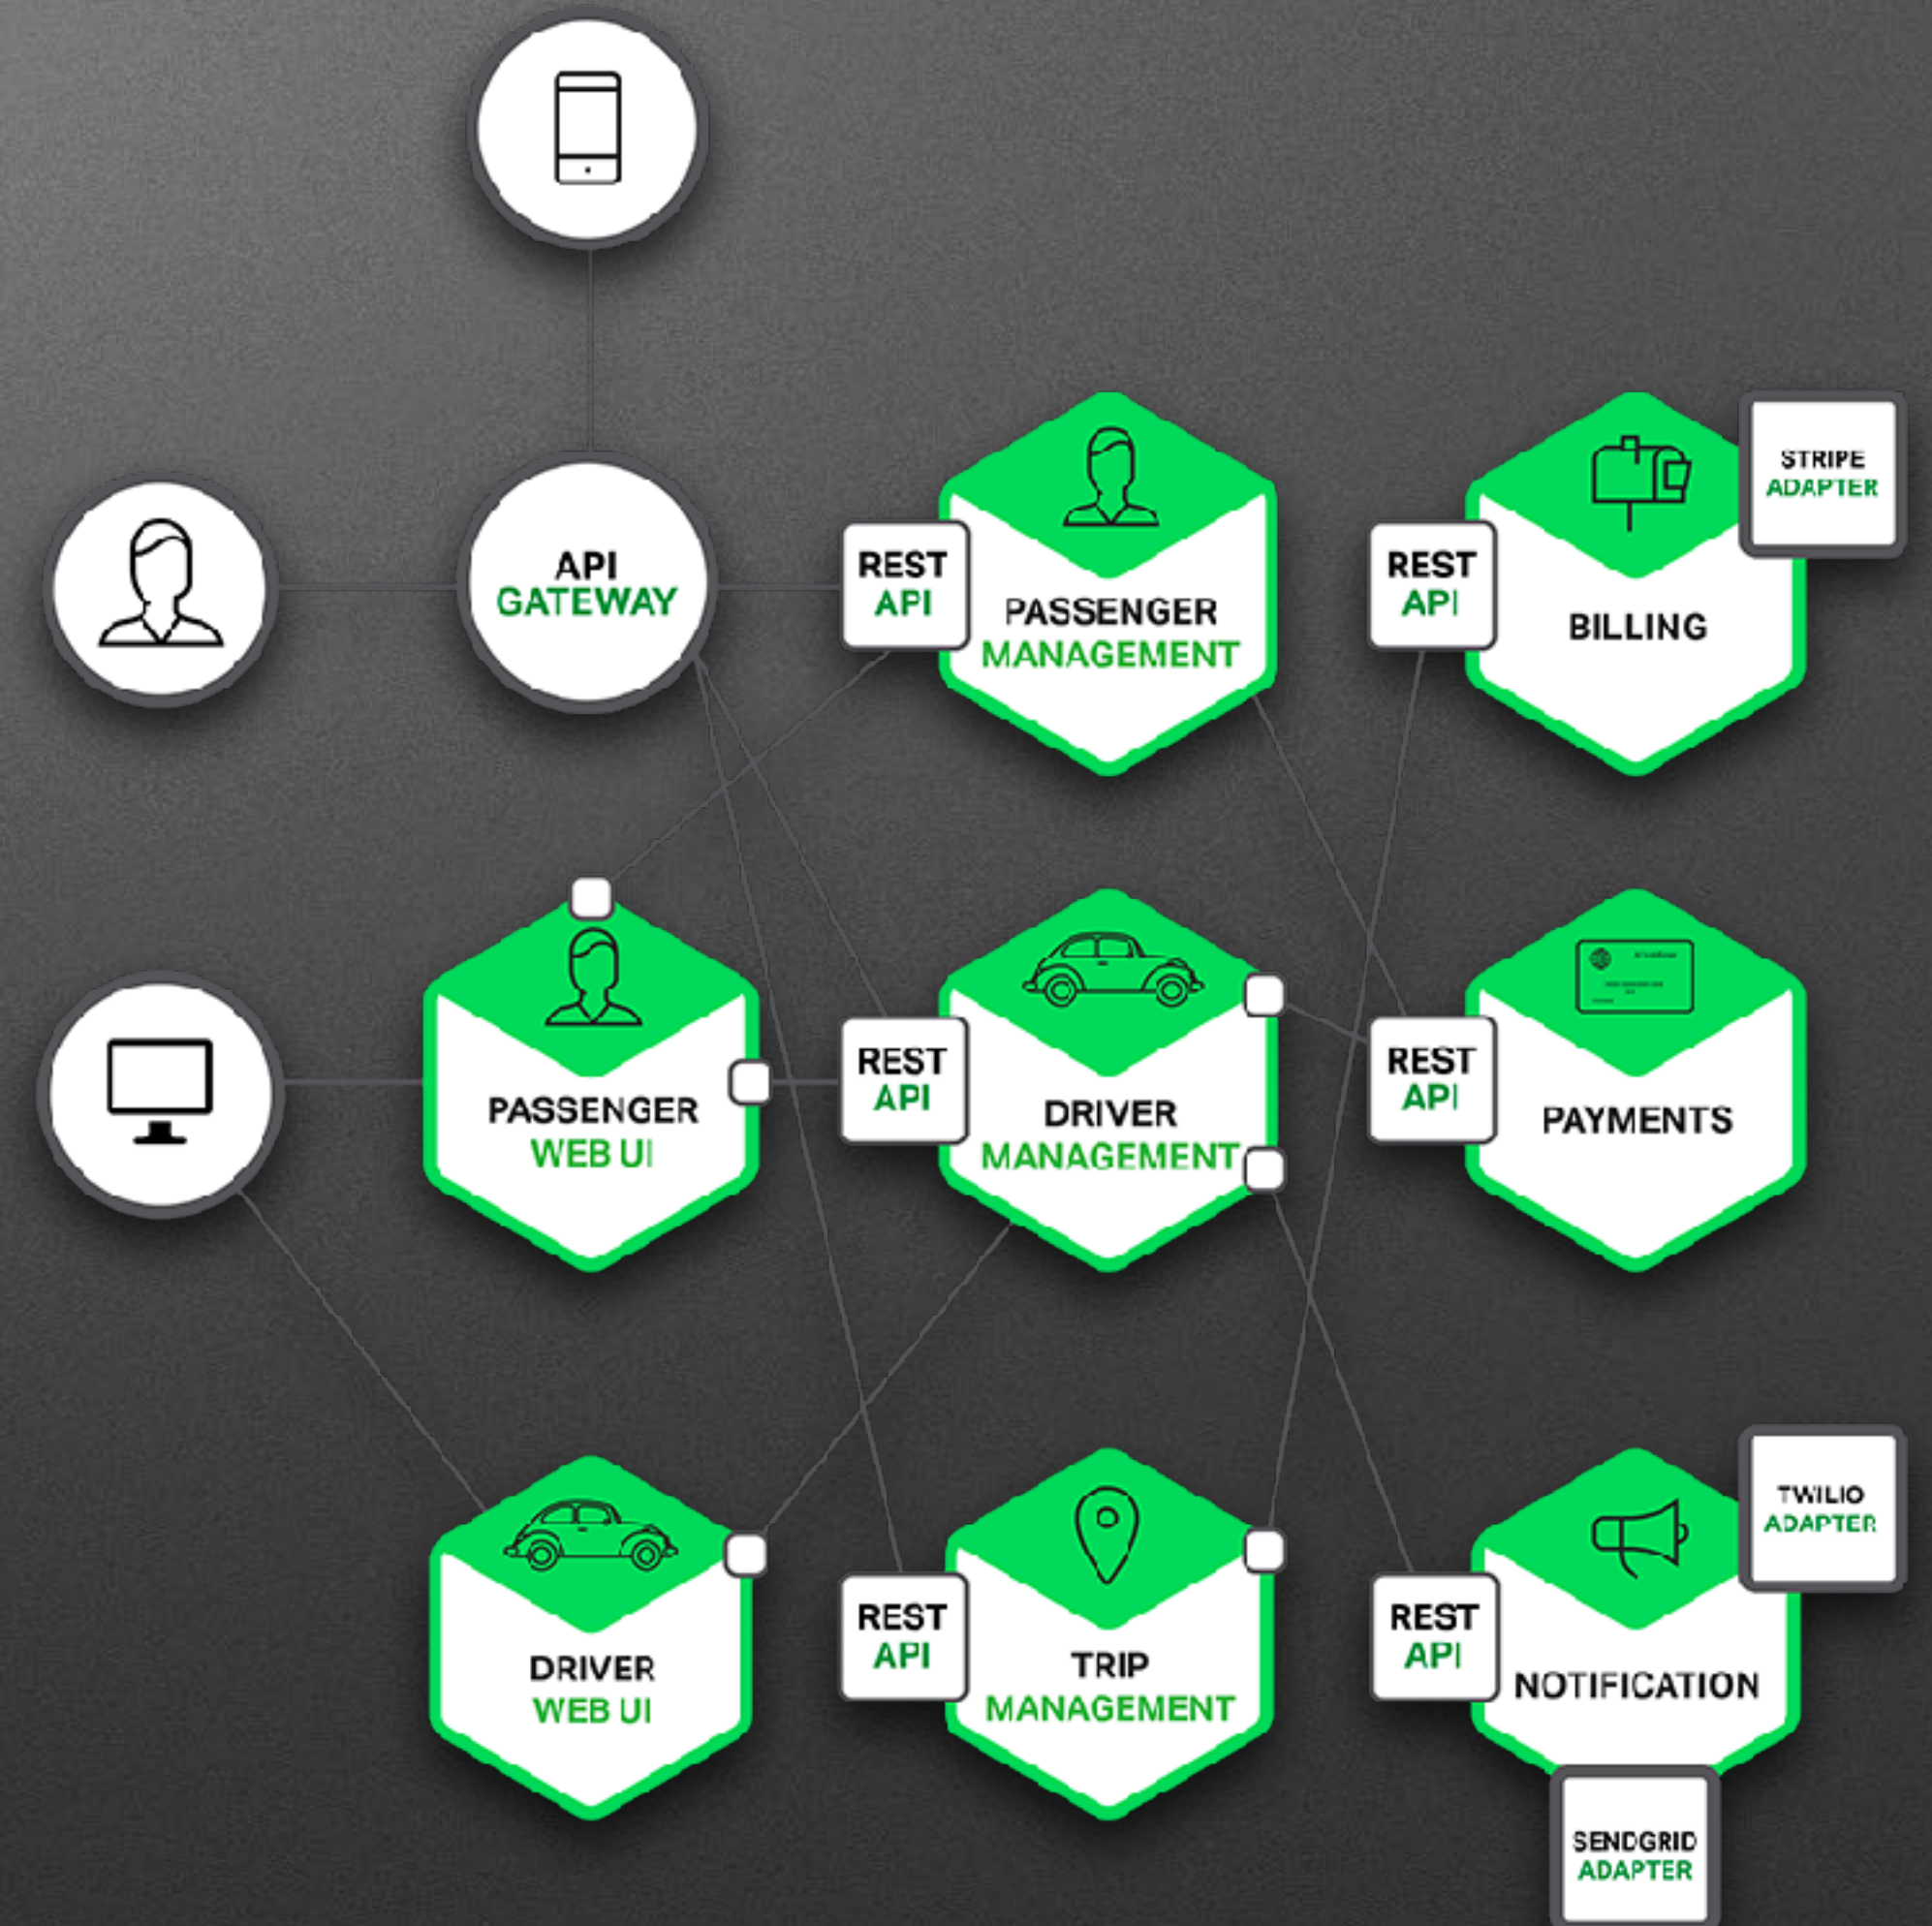 STRIPE
ADAPTER
API
GATEWAY
REST
API
PASSENGER
MANAGEMENT
REST
API
BILLING
PASSENGER
WEB UI
REST
API
DRIVER
MANAGEMENT
REST
API
PAYMENTS
TWILIO
ADAPTER
DRIVER
WEB UI
REST
API
TRIP
MANAGEMENT
REST
API
NOTIFICATION
SENDGRID
ADAPTER